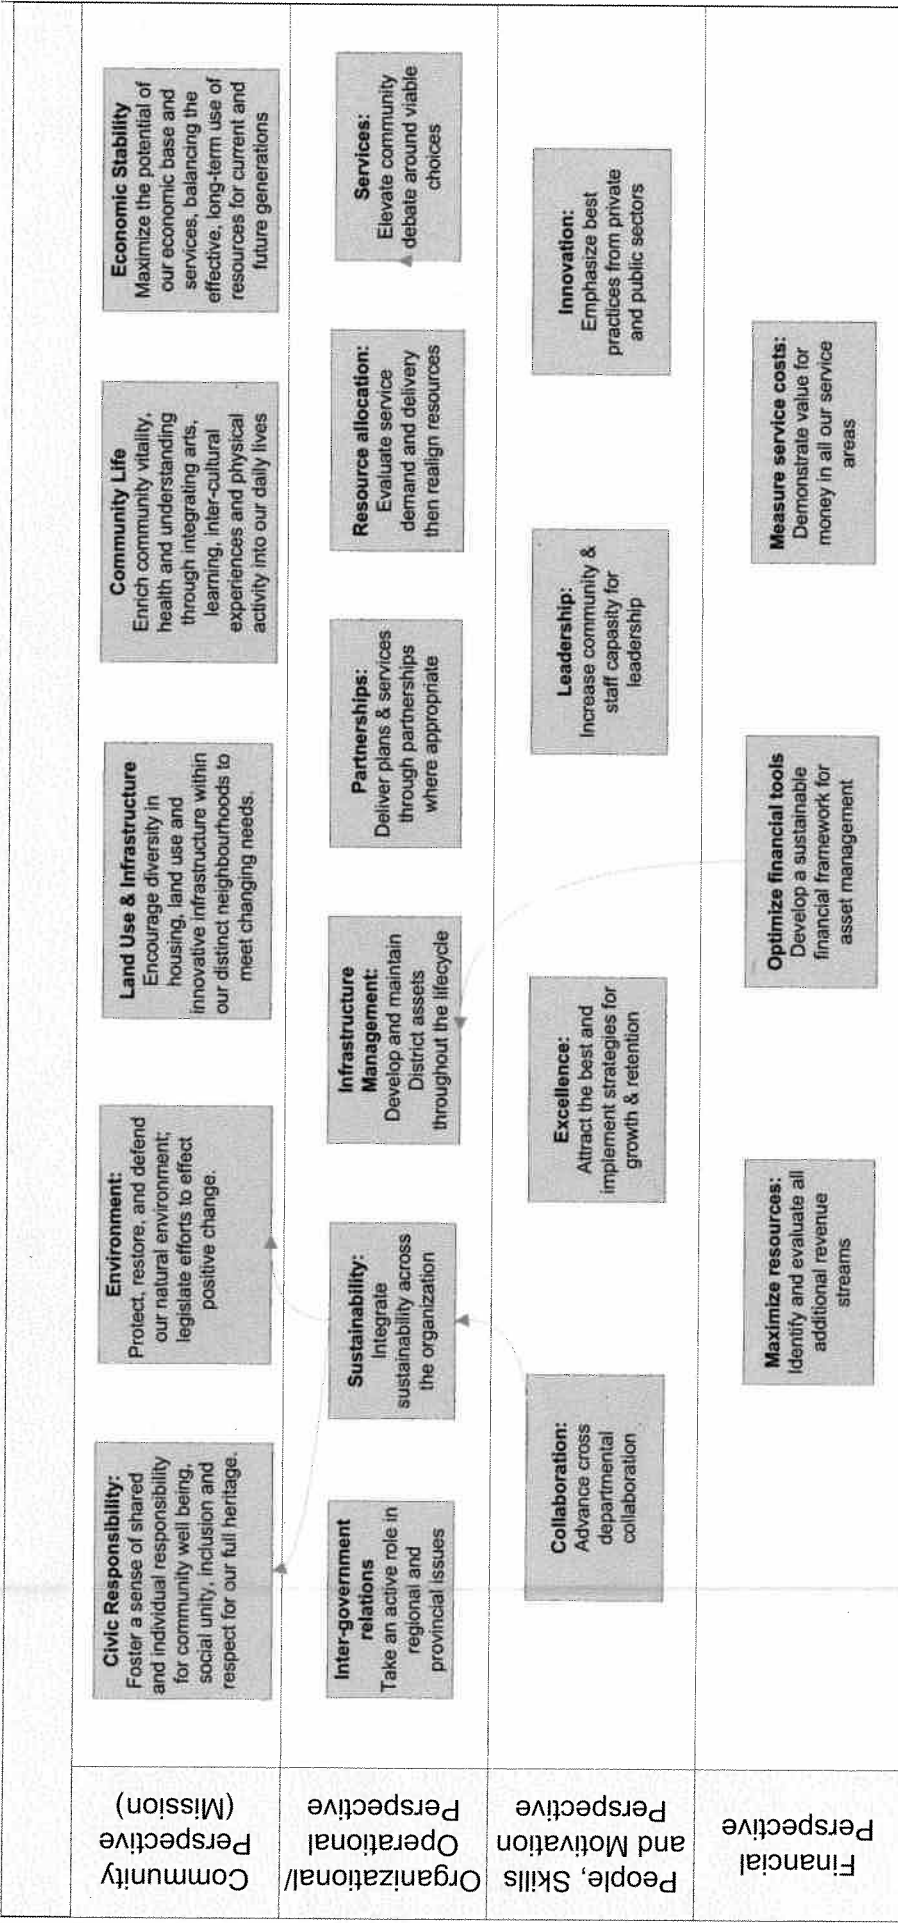 Community
Perspective
(Mission)
Civic Responsibility:
Foster a sense of shared
and individual responsibility
for community well being,
social unity, inclusion and
respect for our full heritage.
Environment:
Protect, restore, and defend
our natural environment;
legislate efforts to effect
positive change.
Land Use & Infrastructure
Encourage diversity in
housing, land use and
innovative infrastructure within
our distinct neighbourhoods to
meet changing needs.
Community Life
Enrich community vitality,
health and understanding
through integrating arts,
learning, inter-cultural
experiences and physical
activity into our daily lives
Economic Stability
Maximize the potential of
our economic base and
services, balancing the
effective, long-term use of
resources for current and
future generations
Organizational/
Operational
Perspective
Inter-government
relations
Take an active role in
regional and
provincial issues
Sustainability:
Integrate
sustainability across
the organization
Infrastructure
Management:
Develop and maintain
District assets
throughout the lifecycle
Partnerships:
Deliver plans & services
through partnerships
where appropriate
Resource allocation:
Evaluate service
demand and delivery
then realign resources
Services:
Elevate community
debate around viable
choices
People, Skills
and Motivation
Perspective
Collaboration:
Advance cross
departmental
collaboration
Excellence:
Attract the best and
implement strategies for
growth & retention
Leadership:
Increase community &
staff capasity for
leadership
Innovation:
Emphasize best
practices from private
and public sectors
Financial
Perspective
Maximize resources:
Identify and evaluate all
additional revenue
streams
Optimize financial tools
Develop a sustainable
financial framework for
asset management
Measure service costs:
Demonstrate value for
money in all our service
areas